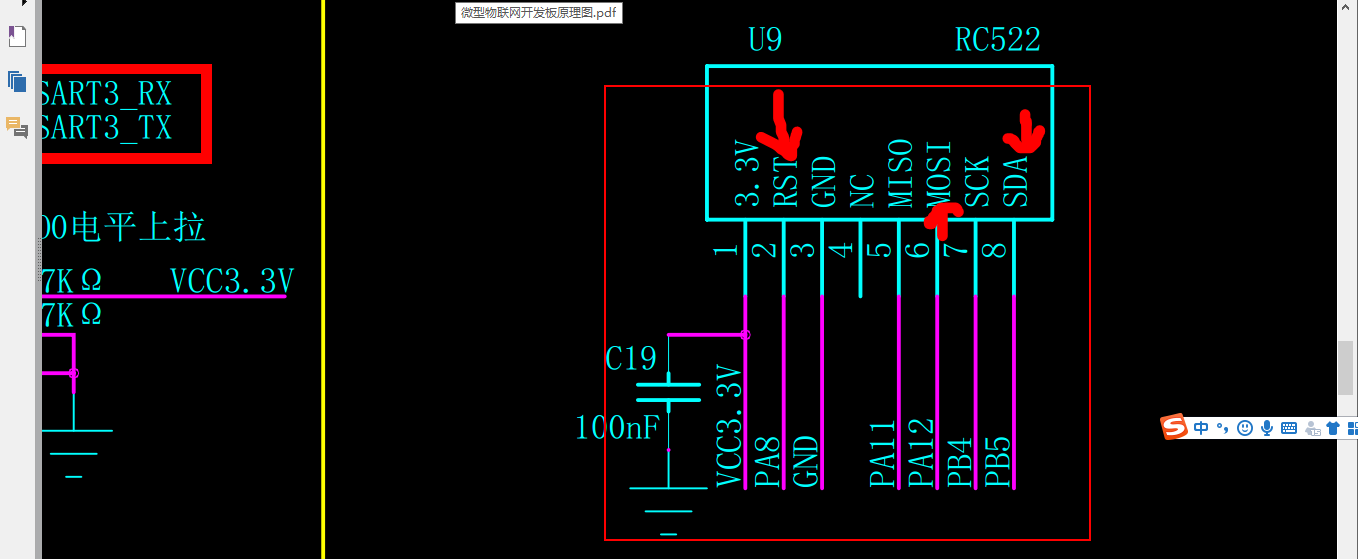 微型物联网开发板原理图.pdf
U9
RC522
SART3_RX
SART3_TX
3.3V
RST
GND
NC
MISO
MOSI
SCK
SDA
电平上拉
1
2
3
4
5
6
7
8
7KΩ
VCC3.3V
7KΩ
C19
100nF
VCC3.3V
PA8
GND
PA11
PA12
PB4
PB5
中